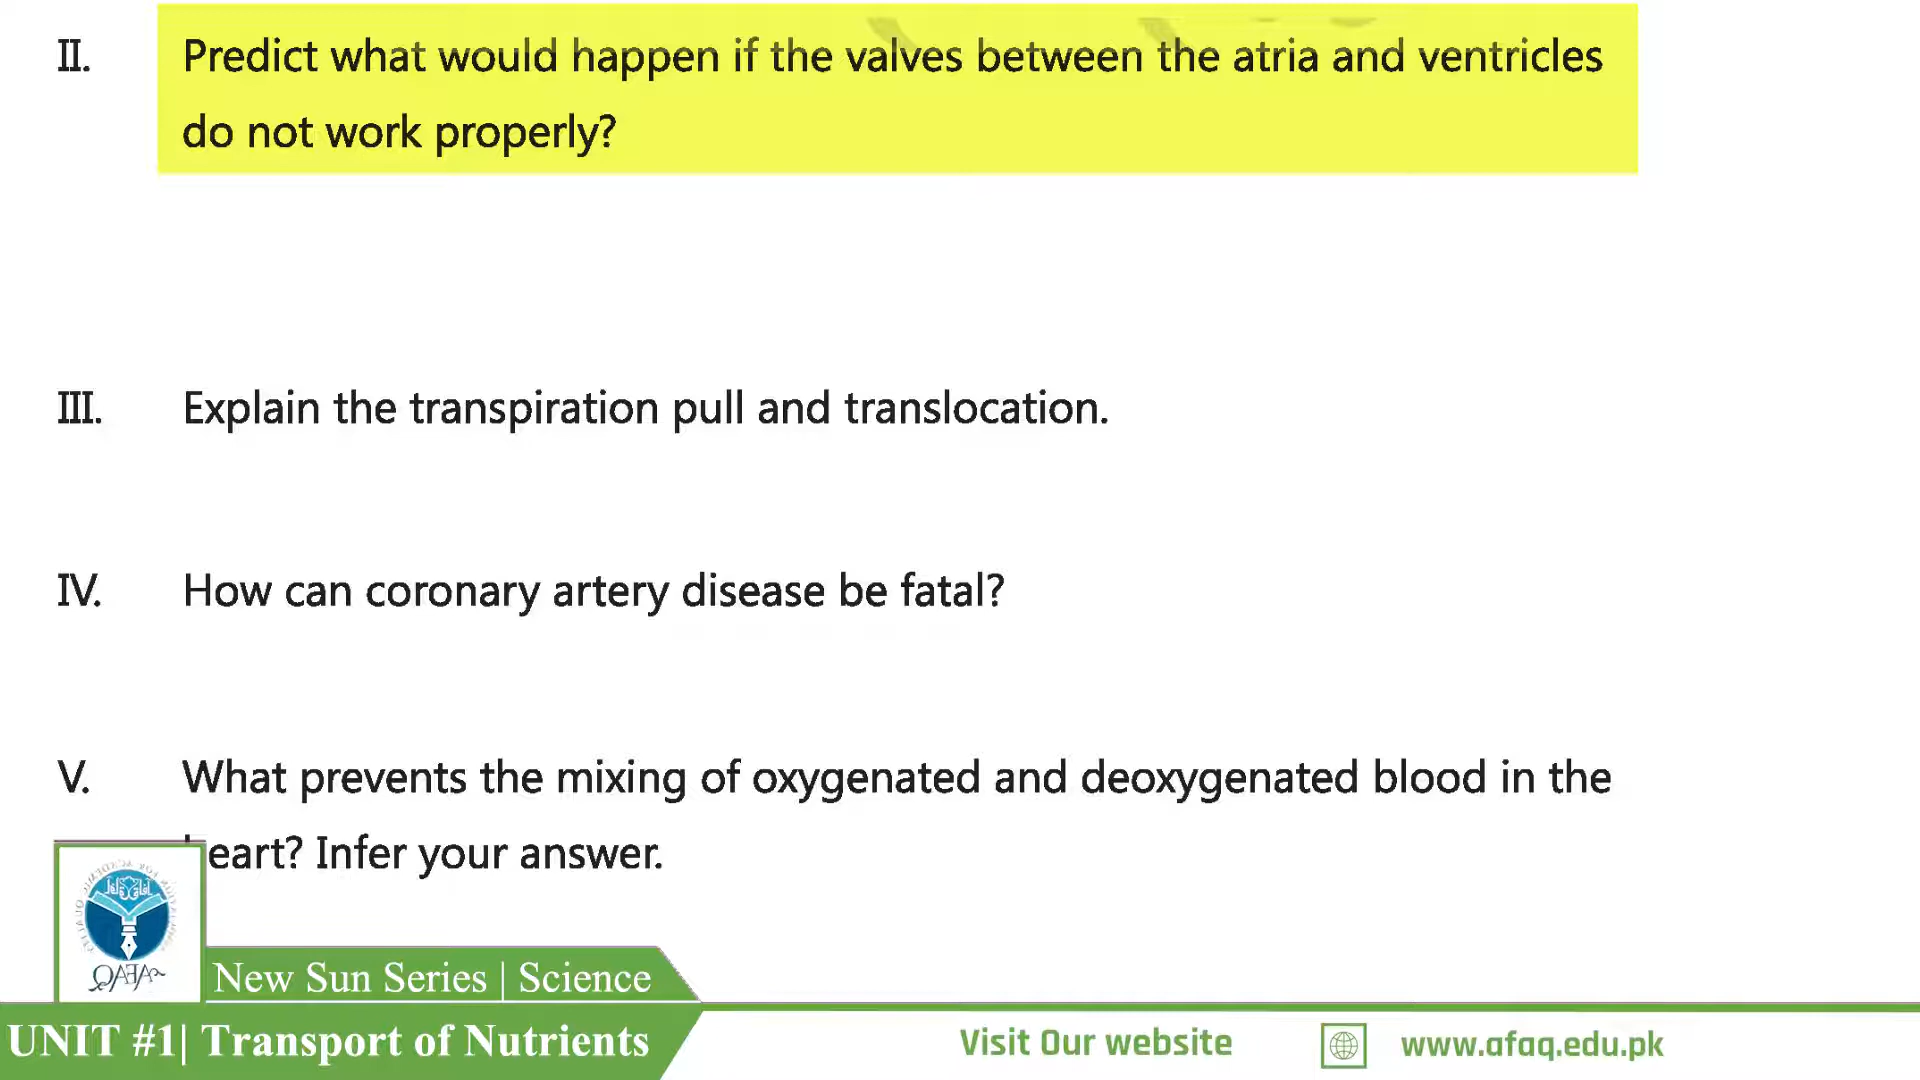 II. Predict what would happen if the valves between the atria and ventricles
do not work properly?
III. Explain the transpiration pull and translocation.
IV. How can coronary artery disease be fatal?
V. What prevents the mixing of oxygenated and deoxygenated blood in the
heart? Infer your answer.
New Sun Series | Science
UNIT #1| Transport of Nutrients
Visit Our website
www.afaq.edu.pk